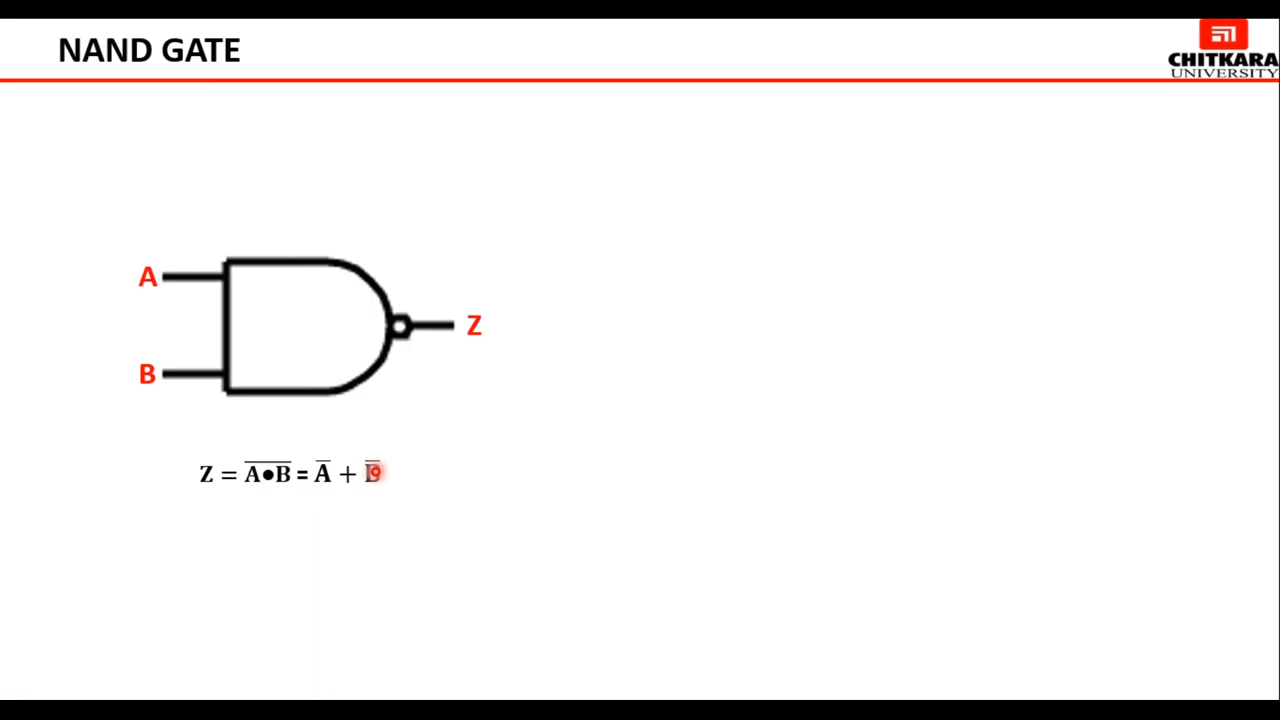 NAND GATE
CHITKARA
UNIVERSITY
A
Z
B
Z = A̅•̅B̅ = A̅ + B̅